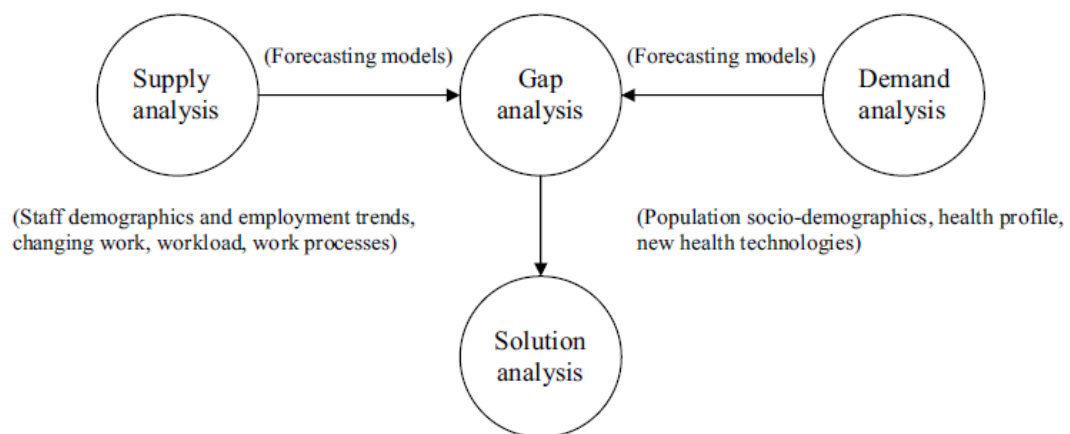 Supply
analysis
(Forecasting models)
Gap
analysis
(Forecasting models)
Demand
analysis
(Staff demographics and employment trends,
changing work, workload, work processes)
(Population socio-demographics, health profile,
new health technologies)
Solution
analysis